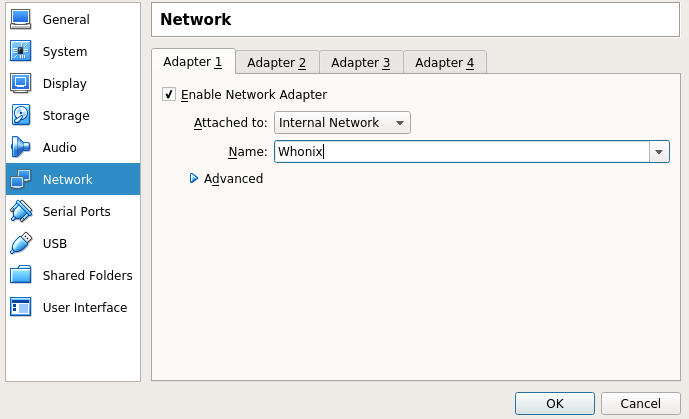 General
System
Display
Storage
Audio
Network
Serial Ports
USB
Shared Folders
User Interface
Network
Adapter 1
Adapter 2
Adapter 3
Adapter 4
Enable Network Adapter
Attached to: Internal Network
Name: Whonix
Advanced
OK
Cancel